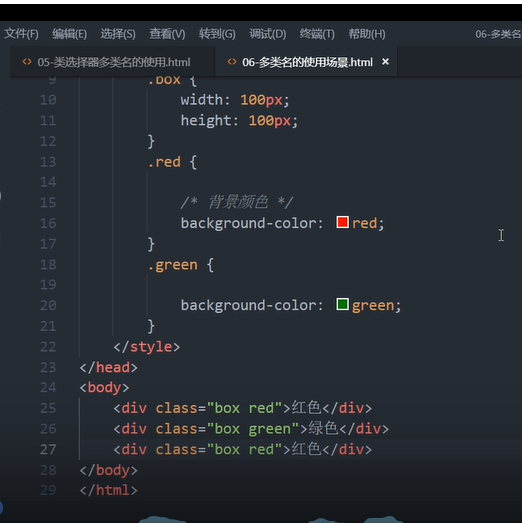 文件(F) 编辑(E) 选择(S) 查看(V) 转到(G) 调试(D) 终端(T) 帮助(H) 06-多类名
<> 05-类选择器多类名的使用.html <> 06-多类名的使用场景.html ×
9 .box {
10 width: 100px;
11 height: 100px;
12 }
13 .red {
14
15 /* 背景颜色 */
16 background-color: red;
17 }
18 .green {
19
20 background-color: green;
21 }
22 </style>
23 </head>
24 <body>
25 <div class="box red">红色</div>
26 <div class="box green">绿色</div>
27 <div class="box red">红色</div>
28 </body>
29 </html>